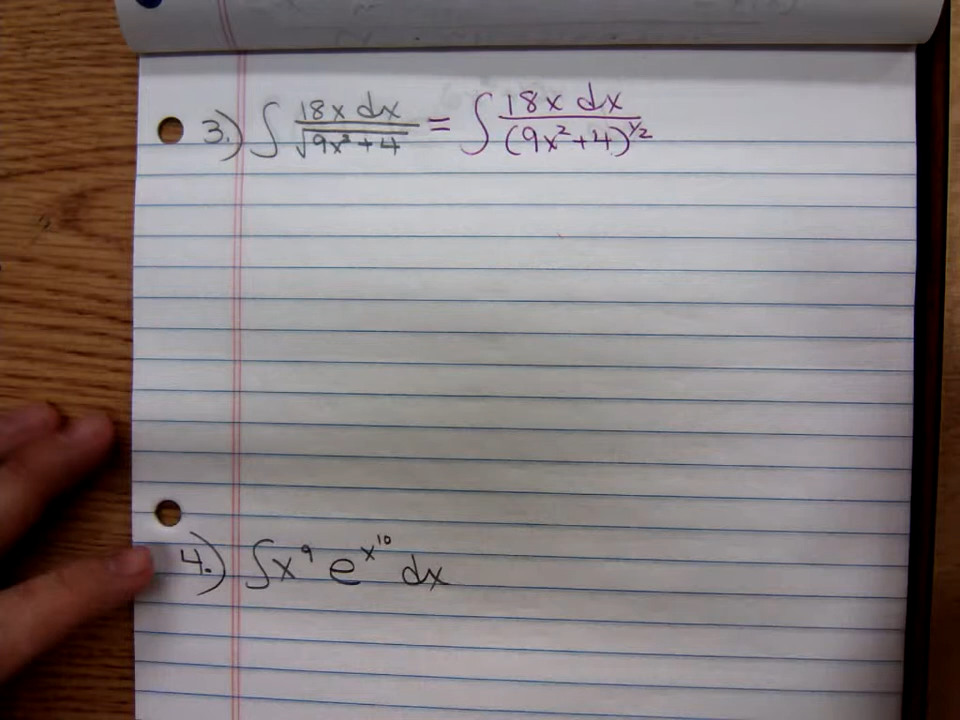 3.) ∫ 18x dx / √(9x² + 4) = ∫ 18x dx / (9x² + 4)^½
4.) ∫ x⁹ e^x¹⁰ dx